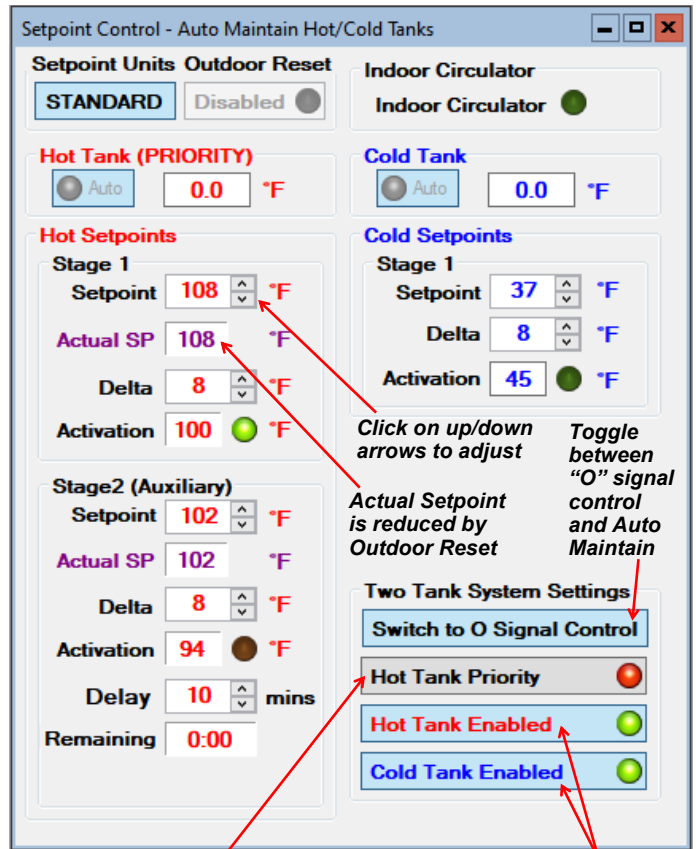 Setpoint Control - Auto Maintain Hot/Cold Tanks
Setpoint Units Outdoor Reset
STANDARD Disabled
Indoor Circulator
Indoor Circulator
Hot Tank (PRIORITY)
Auto 0.0 °F
Cold Tank
Auto 0.0 °F
Hot Setpoints
Stage 1
Setpoint 108 °F
Actual SP 108 °F
Delta 8 °F
Activation 100 °F
Cold Setpoints
Stage 1
Setpoint 37 °F
Delta 8 °F
Activation 45 °F
Click on up/down
arrows to adjust
Toggle
between
“O” signal
control
and Auto
Maintain
Actual Setpoint
is reduced by
Outdoor Reset
Stage2 (Auxiliary)
Setpoint 102 °F
Actual SP 102 °F
Delta 8 °F
Activation 94 °F
Delay 10 mins
Remaining 0:00
Two Tank System Settings
Switch to O Signal Control
Hot Tank Priority
Hot Tank Enabled
Cold Tank Enabled